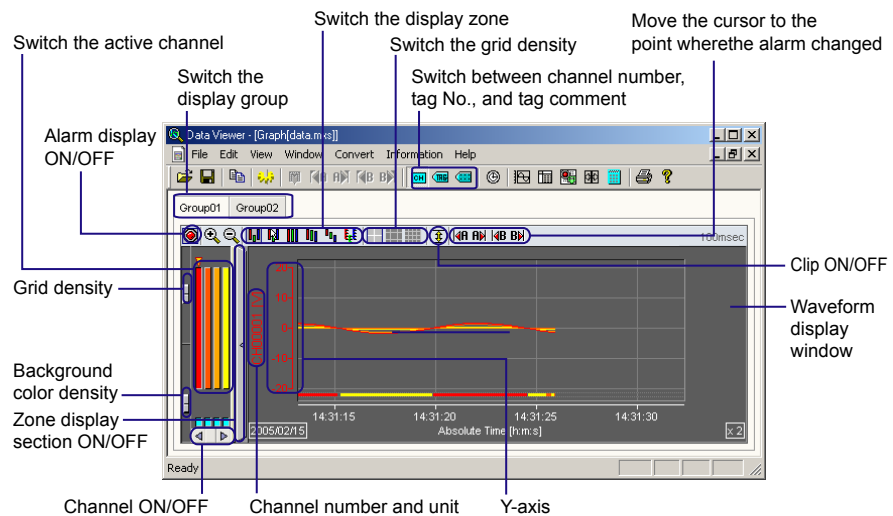 Switch the display zone
Move the cursor to the
point wherethe alarm changed
Switch the active channel
Switch the grid density
Switch the
display group
Switch between channel number,
tag No., and tag comment
Alarm display
ON/OFF
Data Viewer - [Graph[data.mxs]]
File Edit View Window Convert Information Help
CH TAG
Group01 Group02
A A B B
100msec
Clip ON/OFF
Grid density
Waveform
display
window
CH00001 [V]
20
10
0
-10
-20
Background
color density
Zone display
section ON/OFF
14:31:15 14:31:20 14:31:25 14:31:30
2005/02/15 Absolute Time [h:m:s] x 2
Ready
Channel ON/OFF Channel number and unit Y-axis